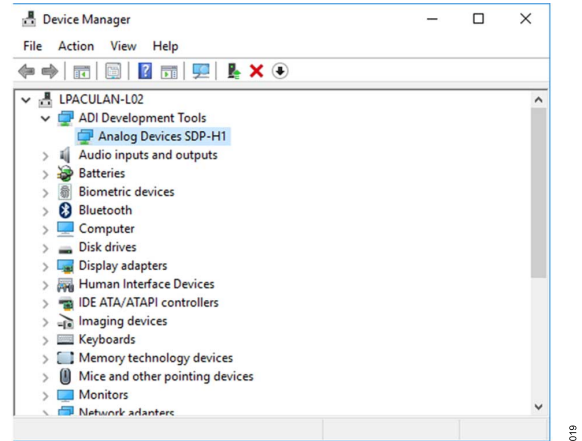 Device Manager
File Action View Help
LPACULAN-L02
ADI Development Tools
Analog Devices SDP-H1
Audio inputs and outputs
Batteries
Biometric devices
Bluetooth
Computer
Disk drives
Display adapters
Human Interface Devices
IDE ATA/ATAPI controllers
Imaging devices
Keyboards
Memory technology devices
Mice and other pointing devices
Monitors
Network adapters
019